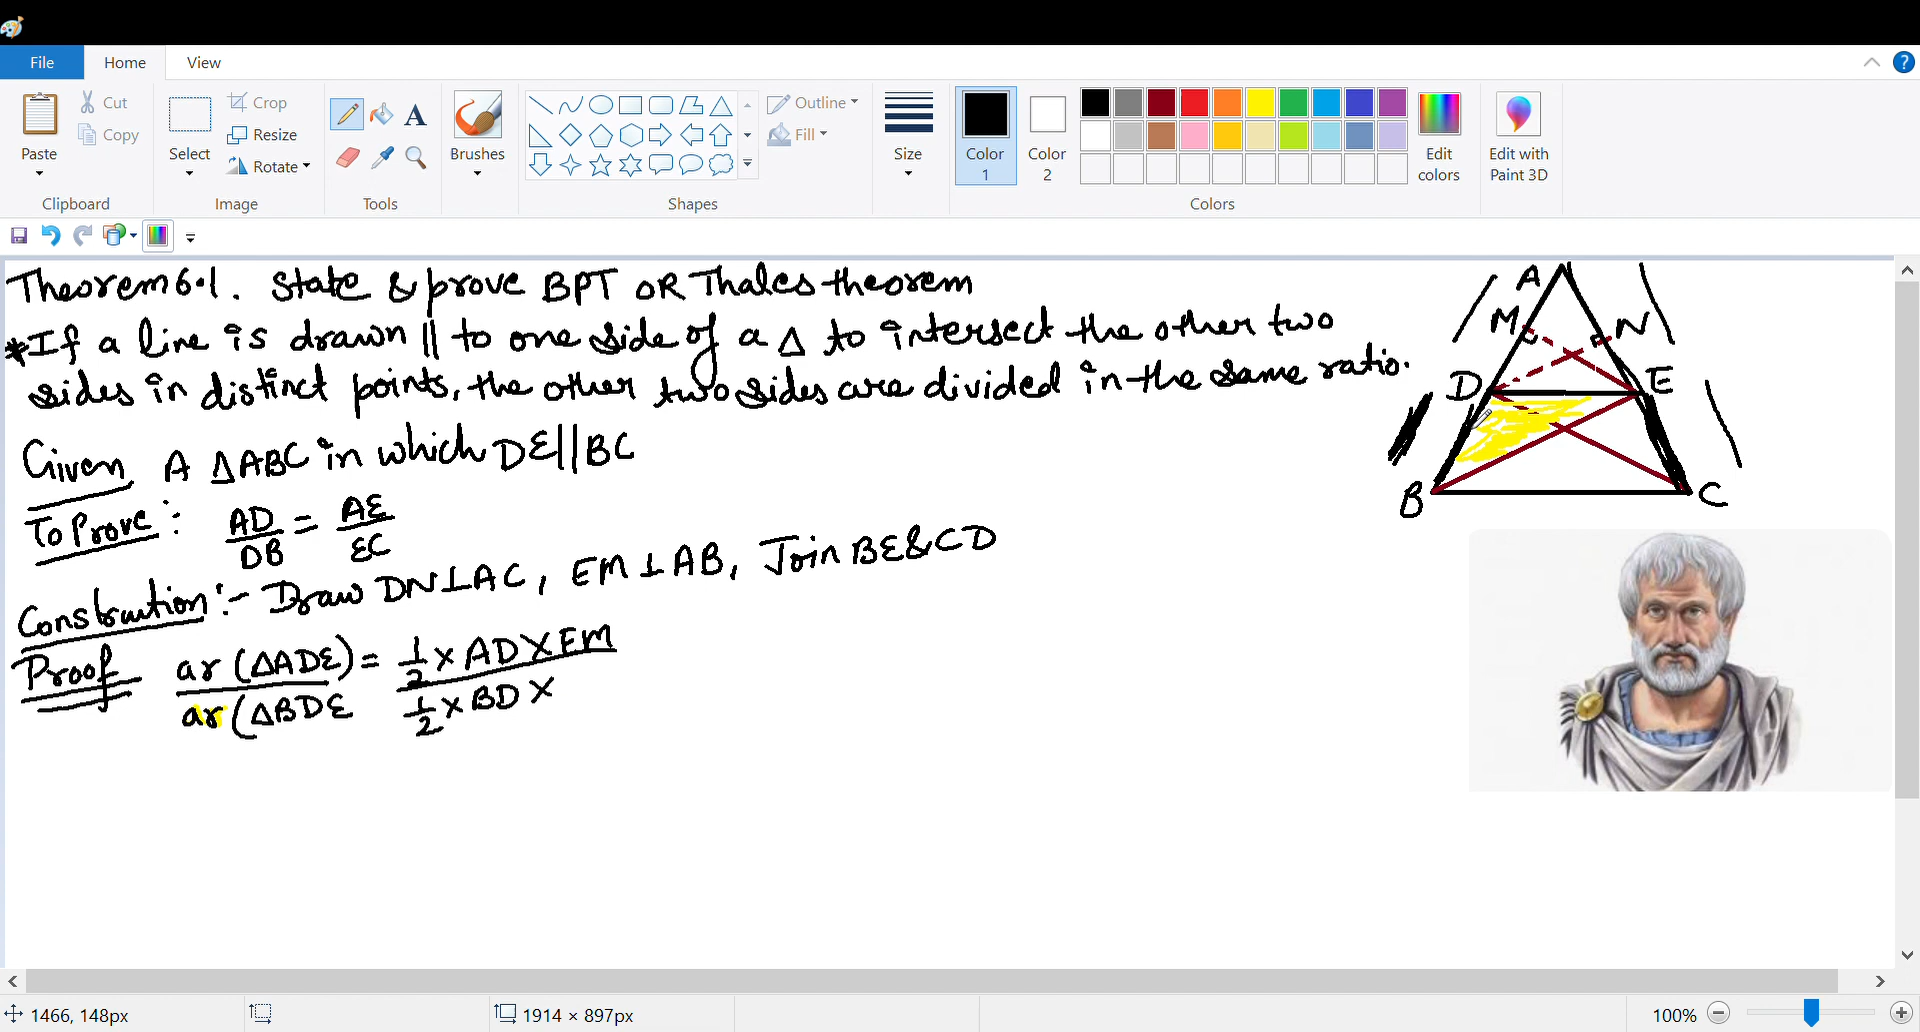 File Home View
Paste
Cut
Copy
Clipboard
Select
Crop
Resize
Rotate
Image
Tools
Brushes
Shapes
Outline
Fill
Size
Color 1
Color 2
Colors
Edit colors
Edit with Paint 3D
Theorem 6.1. State & prove BPT OR Thales theorem
*If a line is drawn || to one side of a Δ to intersect the other two
sides in distinct points, the other two sides are divided in the same ratio.
Given A ΔABC in which DE||BC
To Prove: AD/DB = AE/EC
Construction:- Draw DN⊥AC, EM⊥AB, Join BE&CD
Proof ar(ΔADE) = 1/2 × AD × EM
ar(ΔBDE 1/2 × BD ×
A
M N
D E
B C
1466, 148px
1914 × 897px
100%